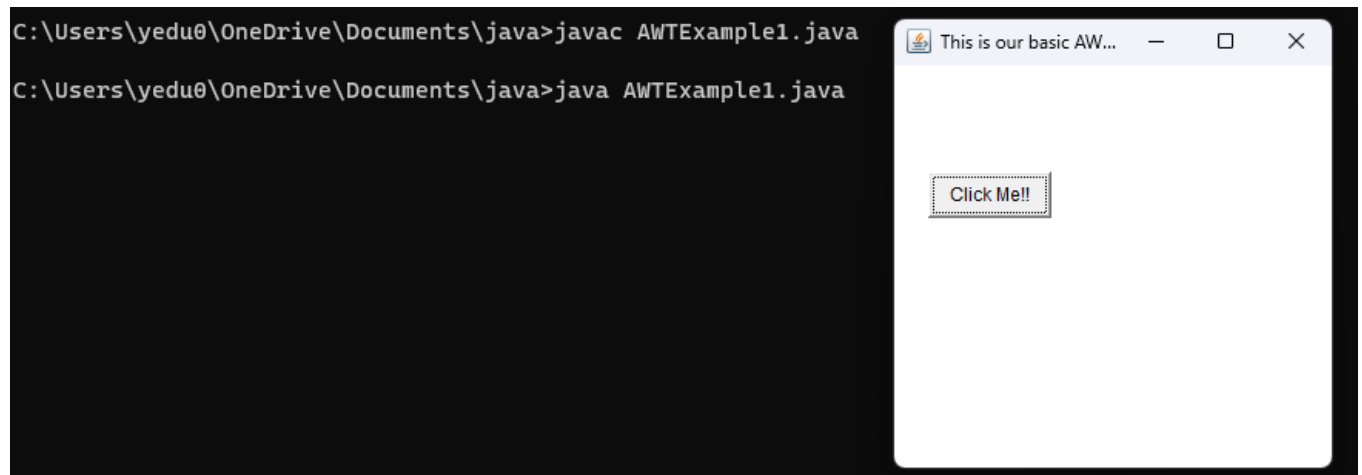 C:\Users\yedu0\OneDrive\Documents\java>javac AWTExample1.java
C:\Users\yedu0\OneDrive\Documents\java>java AWTExample1.java
This is our basic AW...
Click Me!!